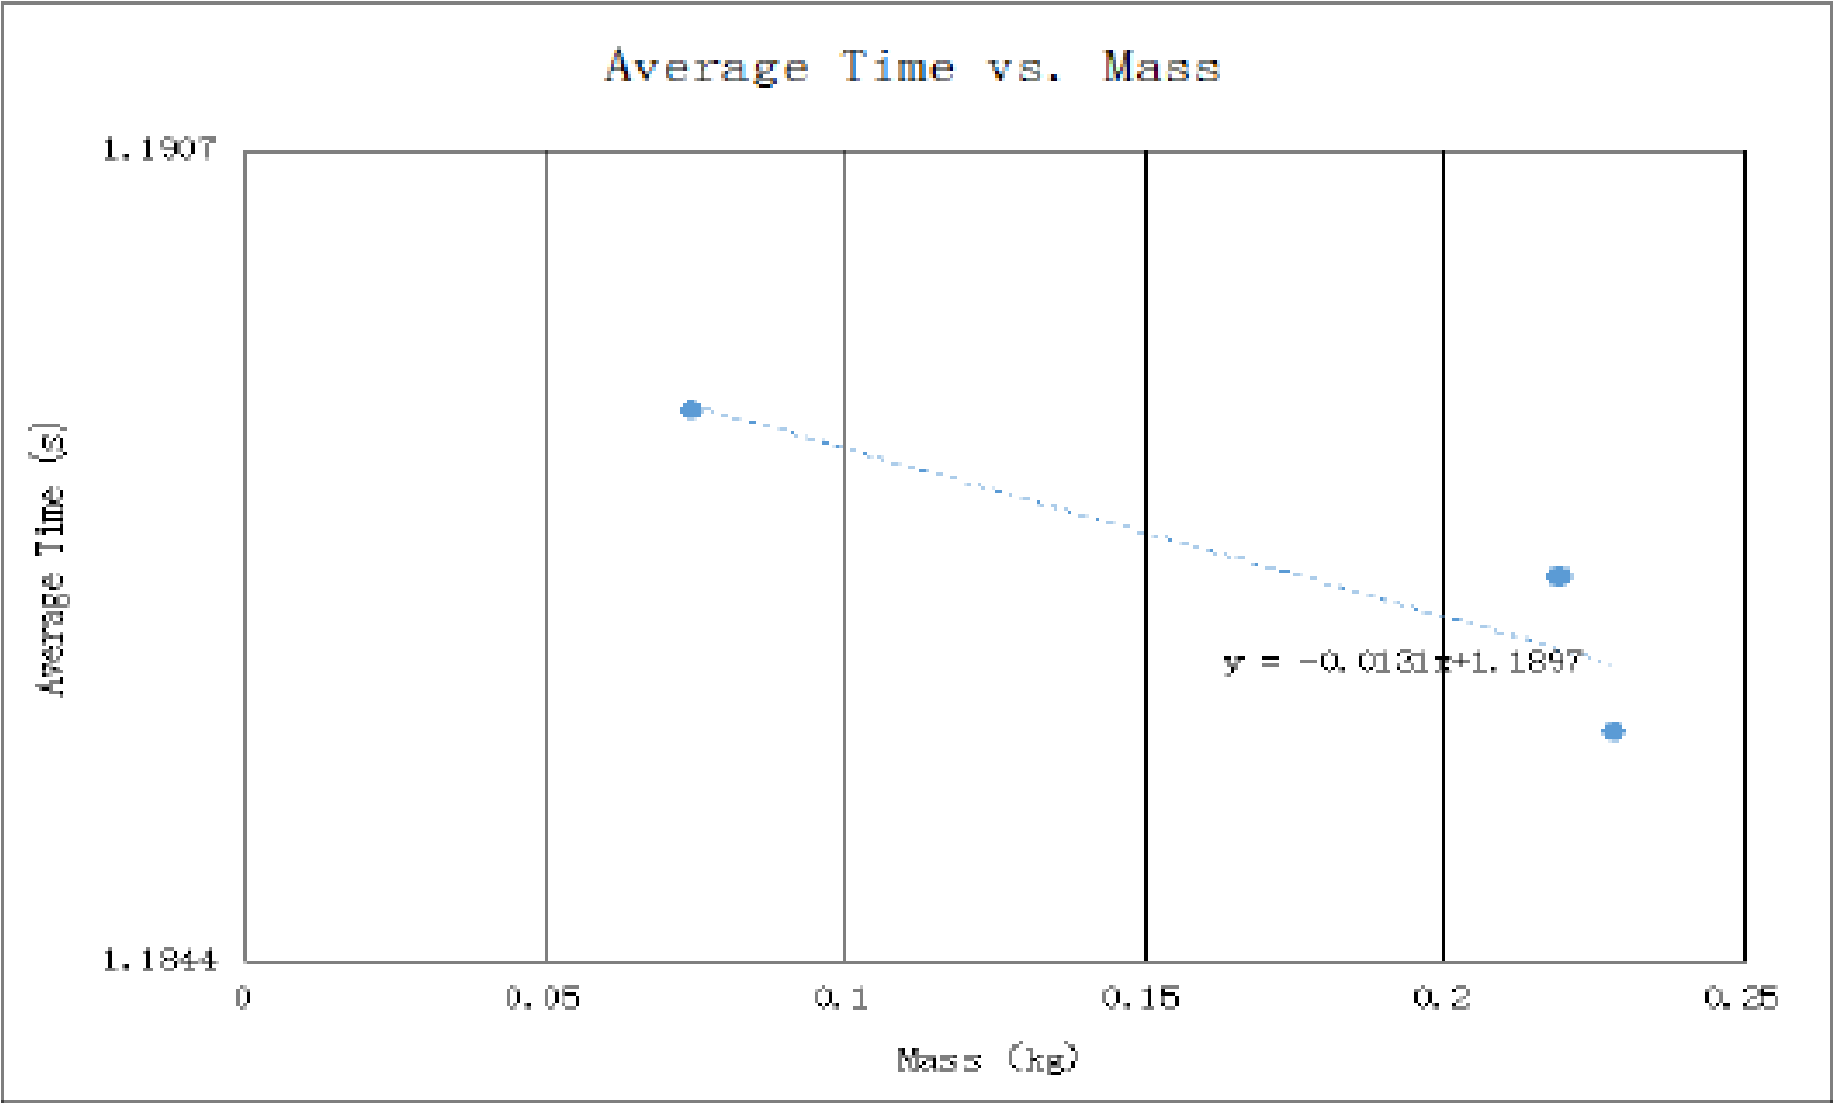 Average Time vs. Mass
1.1907
Average Time (s)
y = -0.0131x+1.1897
1.1844
0 0.05 0.1 0.15 0.2 0.25
Mass (kg)